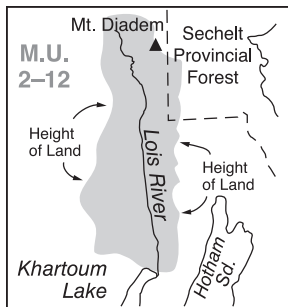 Mt. Diadem
M.U.
2–12
Sechelt
Provincial
Forest
Height
of Land
Lois River
Height
of Land
Khartoum
Lake
Hotham
Sd.